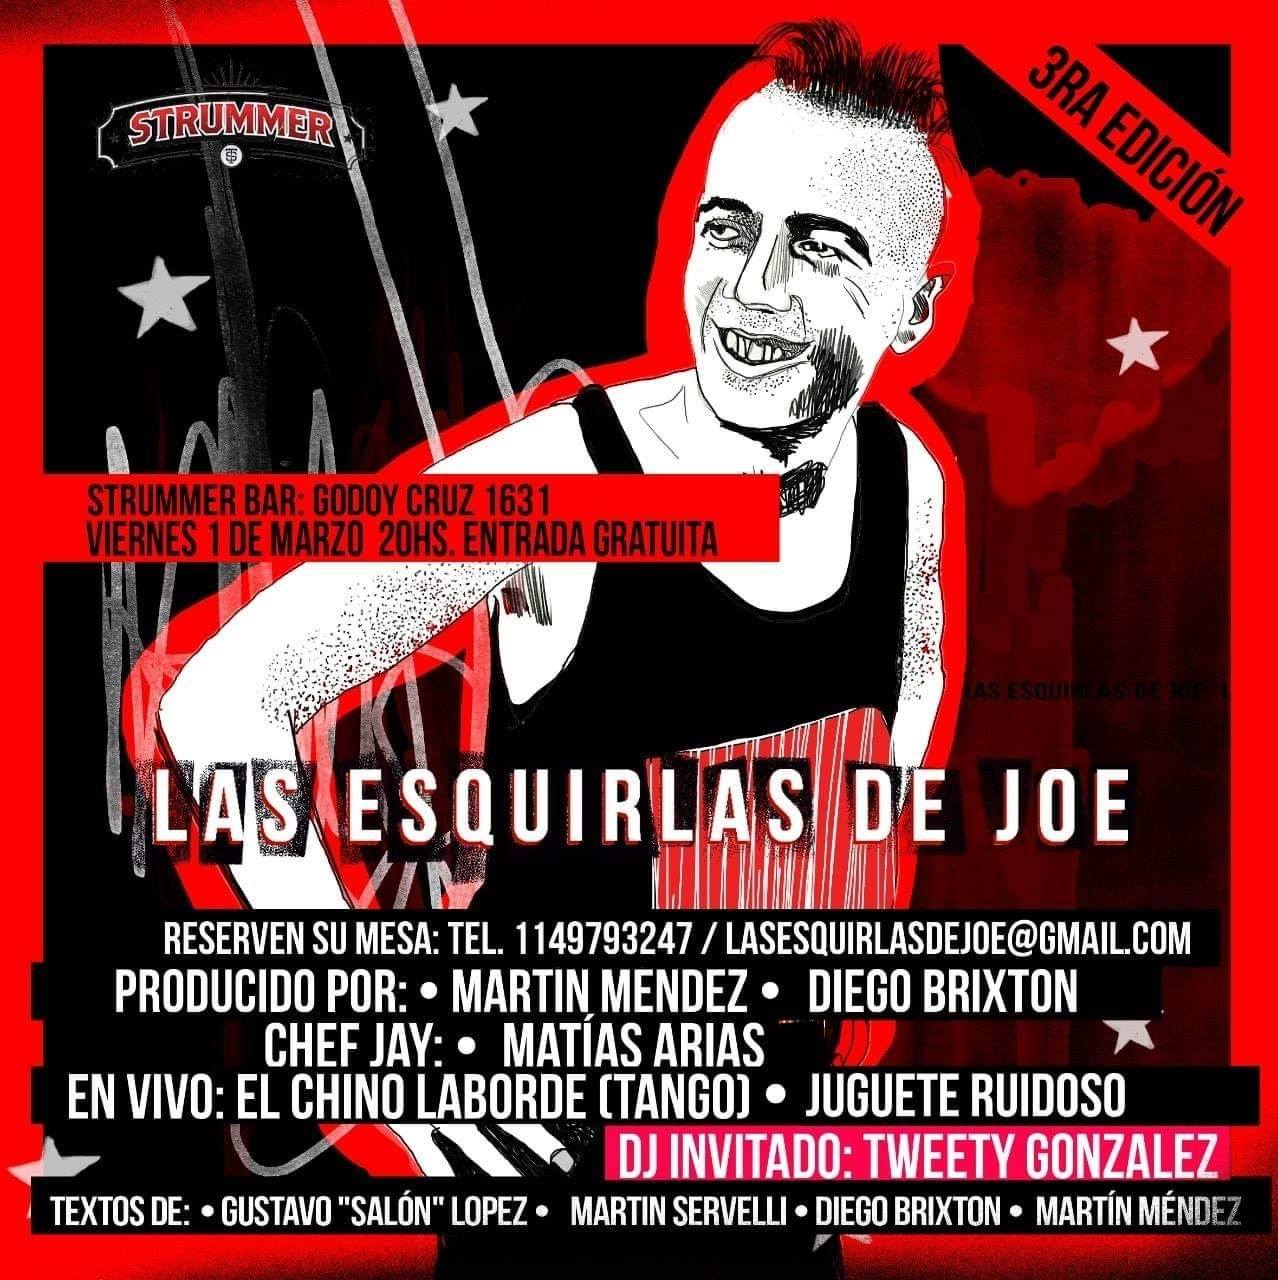 STRUMMER
3RA EDICIÓN
STRUMMER BAR: GODOY CRUZ 1631
VIERNES 1 DE MARZO 20HS. ENTRADA GRATUITA
LAS ESQUIRLAS DE JOE
LAS ESQUIRLAS DE JOE
RESERVEN SU MESA: TEL. 1149793247 / LASESQUIRLASDEJOE@GMAIL.COM
PRODUCIDO POR: • MARTIN MENDEZ • DIEGO BRIXTON
CHEF JAY: • MATÍAS ARIAS
EN VIVO: EL CHINO LABORDE (TANGO) • JUGUETE RUIDOSO
DJ INVITADO: TWEETY GONZALEZ
TEXTOS DE: • GUSTAVO "SALÓN" LOPEZ • MARTIN SERVELLI • DIEGO BRIXTON • MARTÍN MÉNDEZ